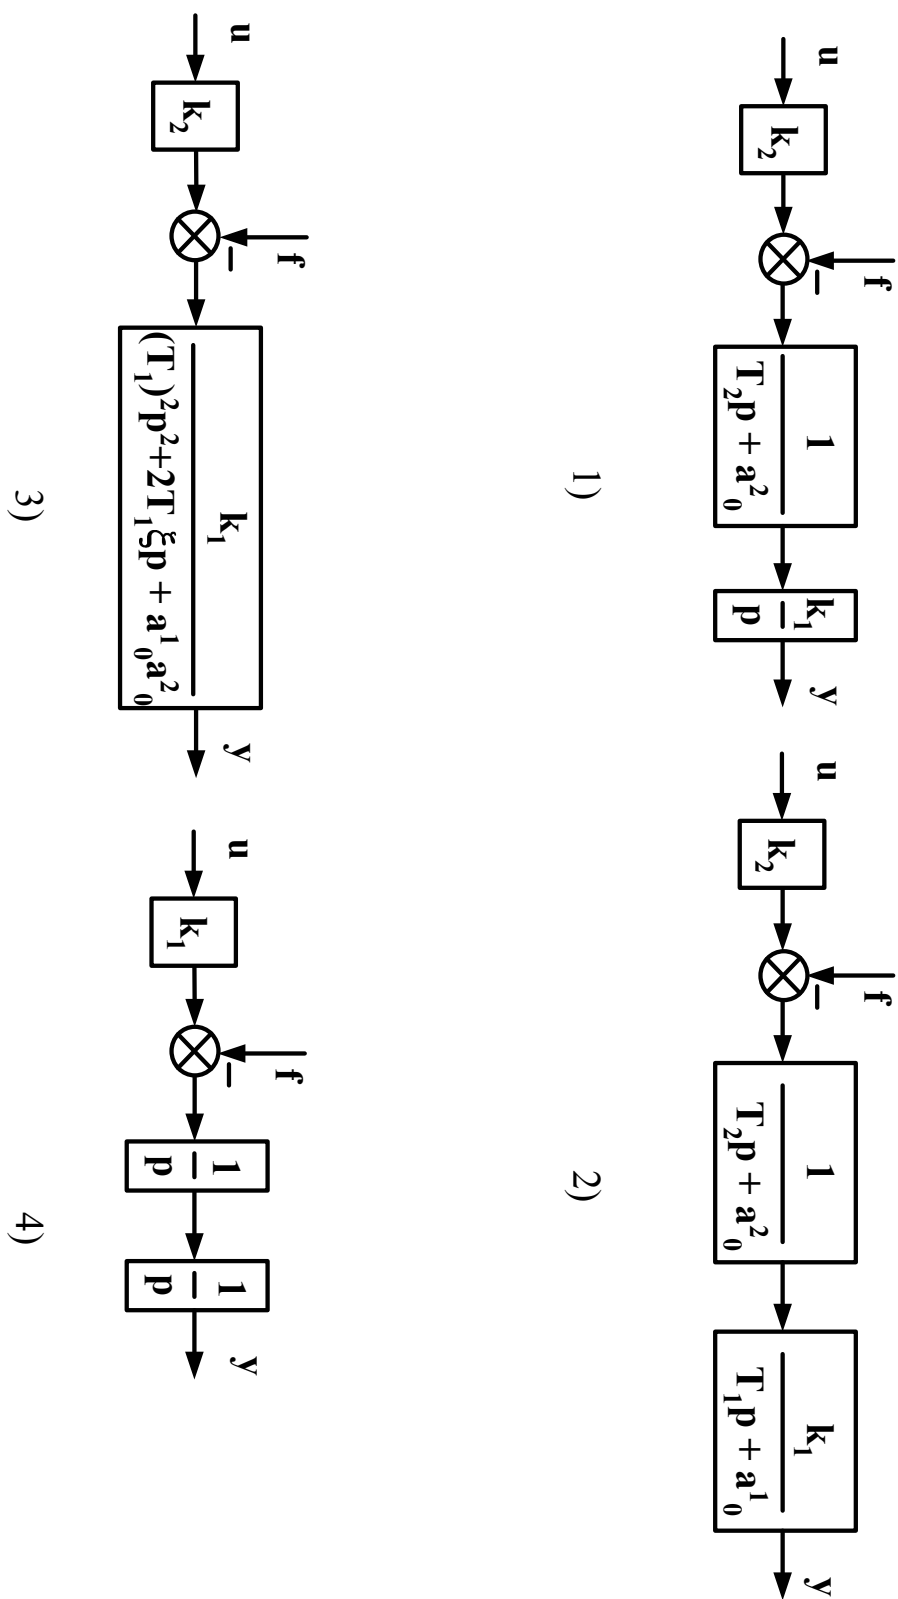 u
k₂
f
−
1
T₂p + a²₀
k₁
p
y
1)
u
k₂
f
−
1
T₂p + a²₀
k₁
T₁p + a¹₀
y
2)
u
k₂
f
−
k₁
(T₁)²p²+2T₁ξp + a¹₀a²₀
y
3)
u
k₁
f
−
1
p
1
p
y
4)